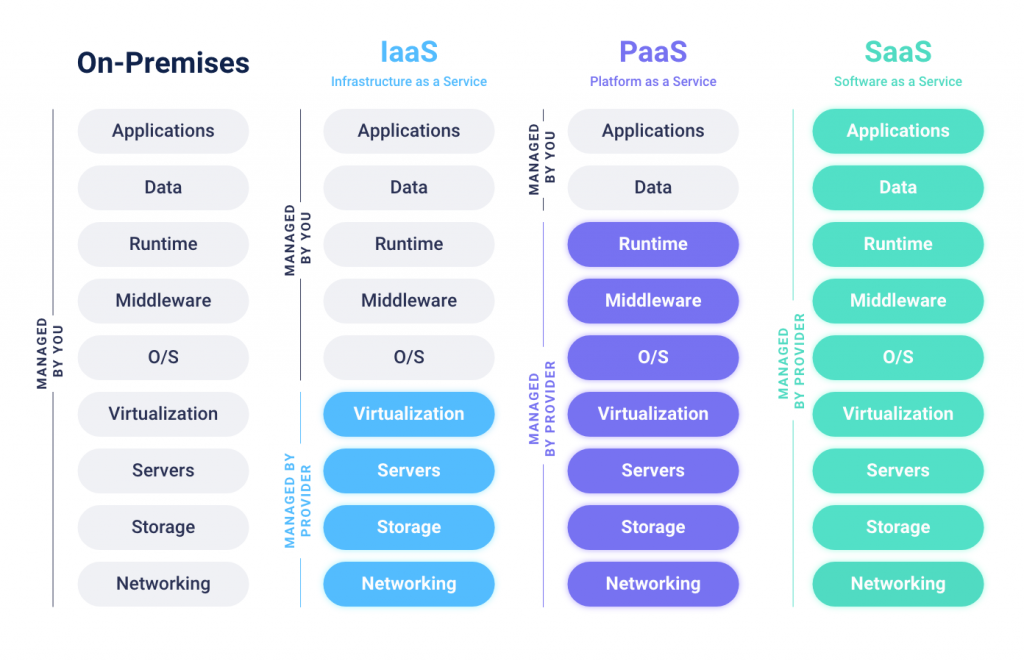 On-Premises
MANAGED
BY YOU
Applications
Data
Runtime
Middleware
O/S
Virtualization
Servers
Storage
Networking
IaaS
Infrastructure as a Service
MANAGED
BY YOU
Applications
Data
Runtime
Middleware
O/S
MANAGED BY
PROVIDER
Virtualization
Servers
Storage
Networking
PaaS
Platform as a Service
MANAGED
BY YOU
Applications
Data
MANAGED
BY PROVIDER
Runtime
Middleware
O/S
Virtualization
Servers
Storage
Networking
SaaS
Software as a Service
MANAGED
BY PROVIDER
Applications
Data
Runtime
Middleware
O/S
Virtualization
Servers
Storage
Networking